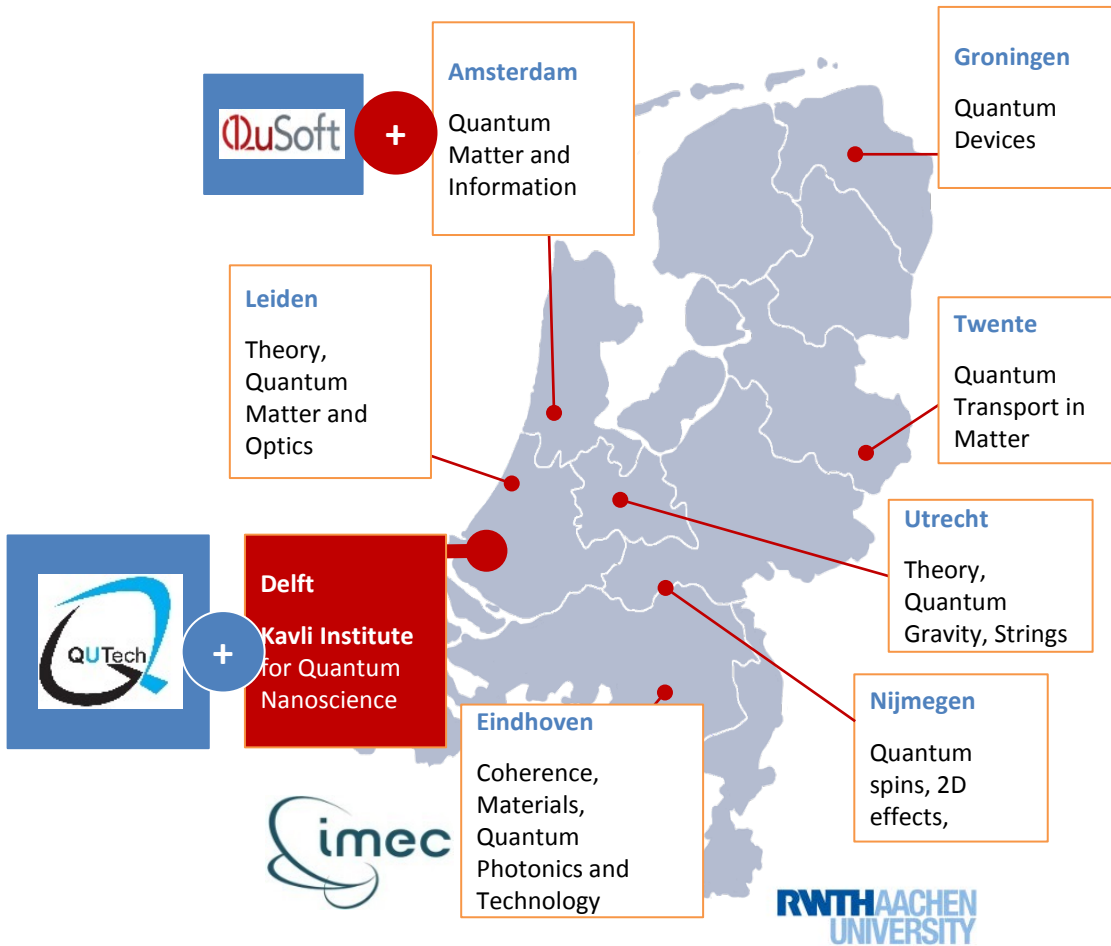 QuSoft
+
Amsterdam
Quantum
Matter and
Information
Groningen
Quantum
Devices
Leiden
Theory,
Quantum
Matter and
Optics
Twente
Quantum
Transport in
Matter
QUTech
+
Delft
Kavli Institute
for Quantum
Nanoscience
Utrecht
Theory,
Quantum
Gravity, Strings
Eindhoven
Coherence,
Materials,
Quantum
Photonics and
Technology
Nijmegen
Quantum
spins, 2D
effects,
imec
RWTH AACHEN
UNIVERSITY